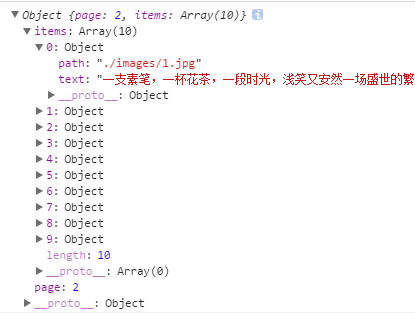 Object {page: 2, items: Array(10)} i
items: Array(10)
0: Object
path: "./images/1.jpg"
text: "一支素笔，一杯花茶，一段时光，浅笑又安然一场盛世的繁
__proto__: Object
1: Object
2: Object
3: Object
4: Object
5: Object
6: Object
7: Object
8: Object
9: Object
length: 10
__proto__: Array(0)
page: 2
__proto__: Object